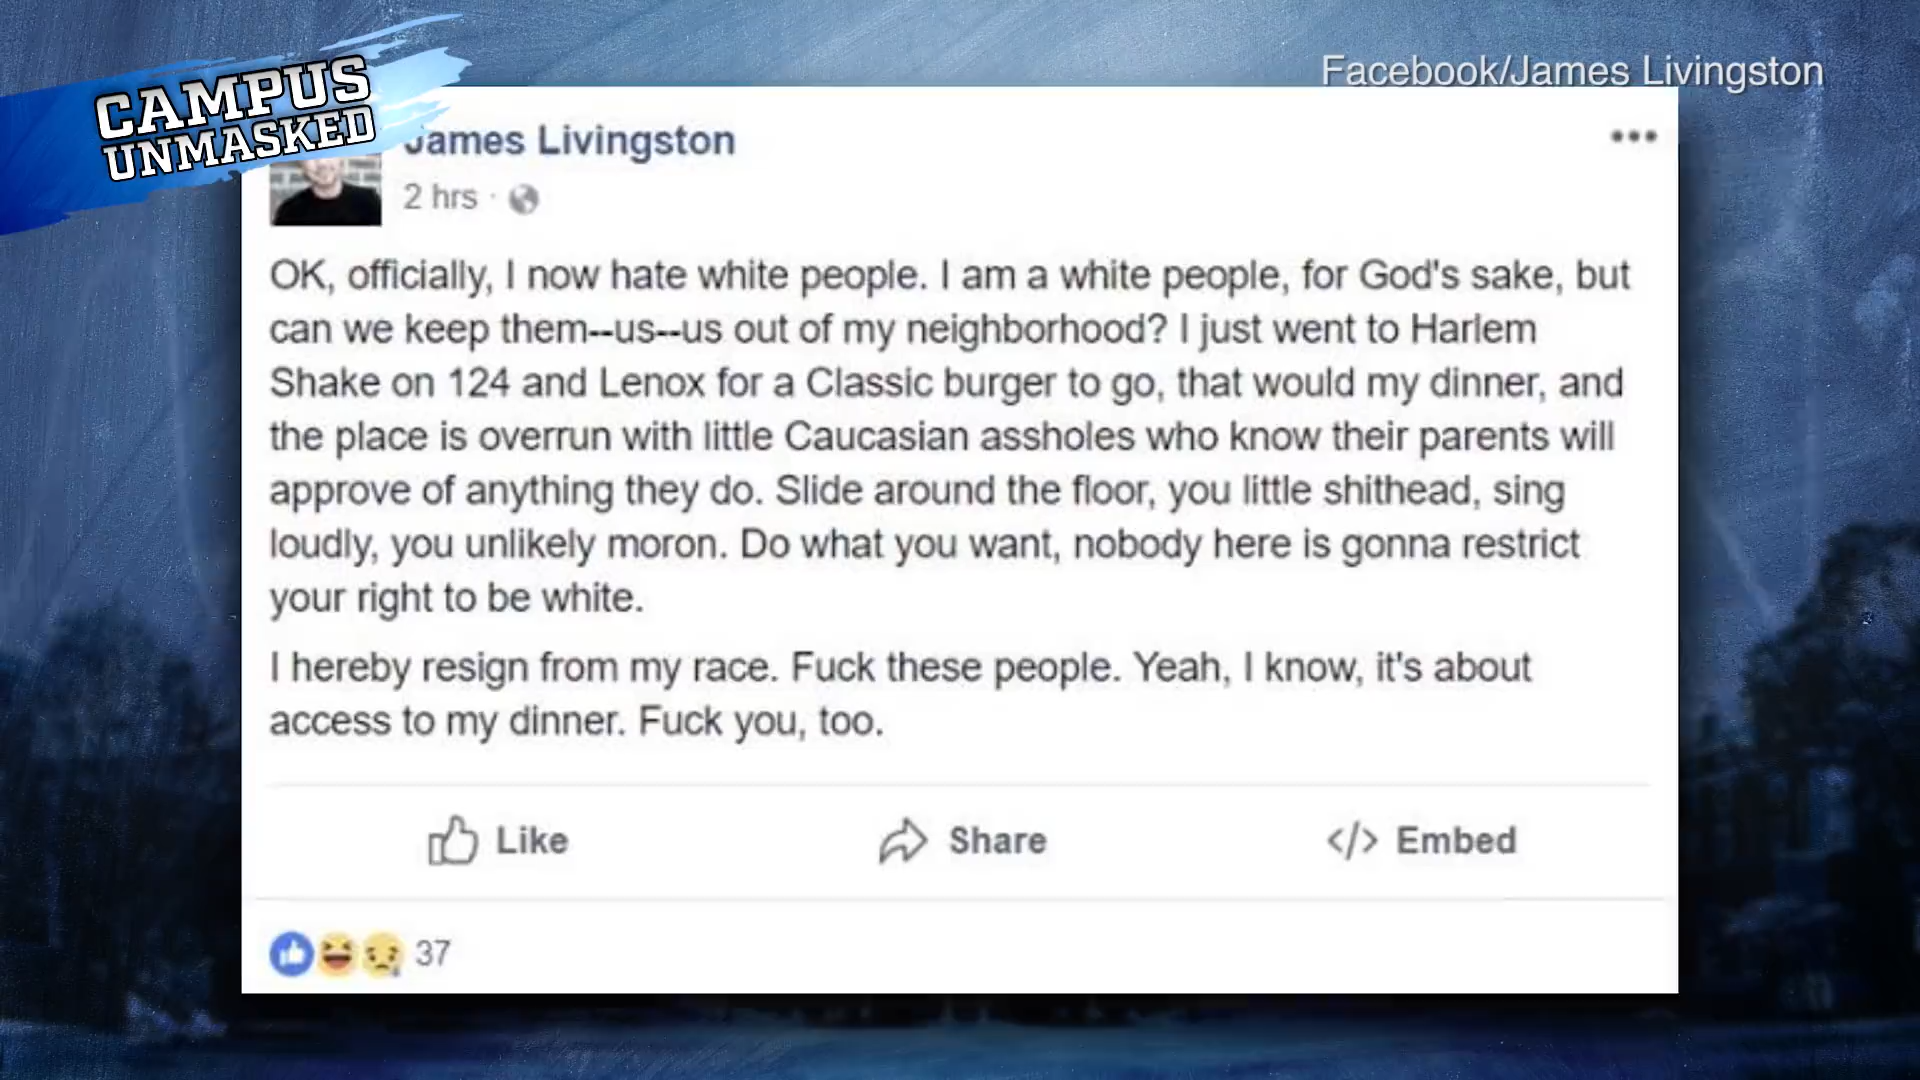 CAMPUS
UNMASKED
Facebook/James Livingston
James Livingston
2 hrs ·
OK, officially, I now hate white people. I am a white people, for God's sake, but
can we keep them--us--us out of my neighborhood? I just went to Harlem
Shake on 124 and Lenox for a Classic burger to go, that would my dinner, and
the place is overrun with little Caucasian assholes who know their parents will
approve of anything they do. Slide around the floor, you little shithead, sing
loudly, you unlikely moron. Do what you want, nobody here is gonna restrict
your right to be white.
I hereby resign from my race. Fuck these people. Yeah, I know, it's about
access to my dinner. Fuck you, too.
Like
Share
</> Embed
37